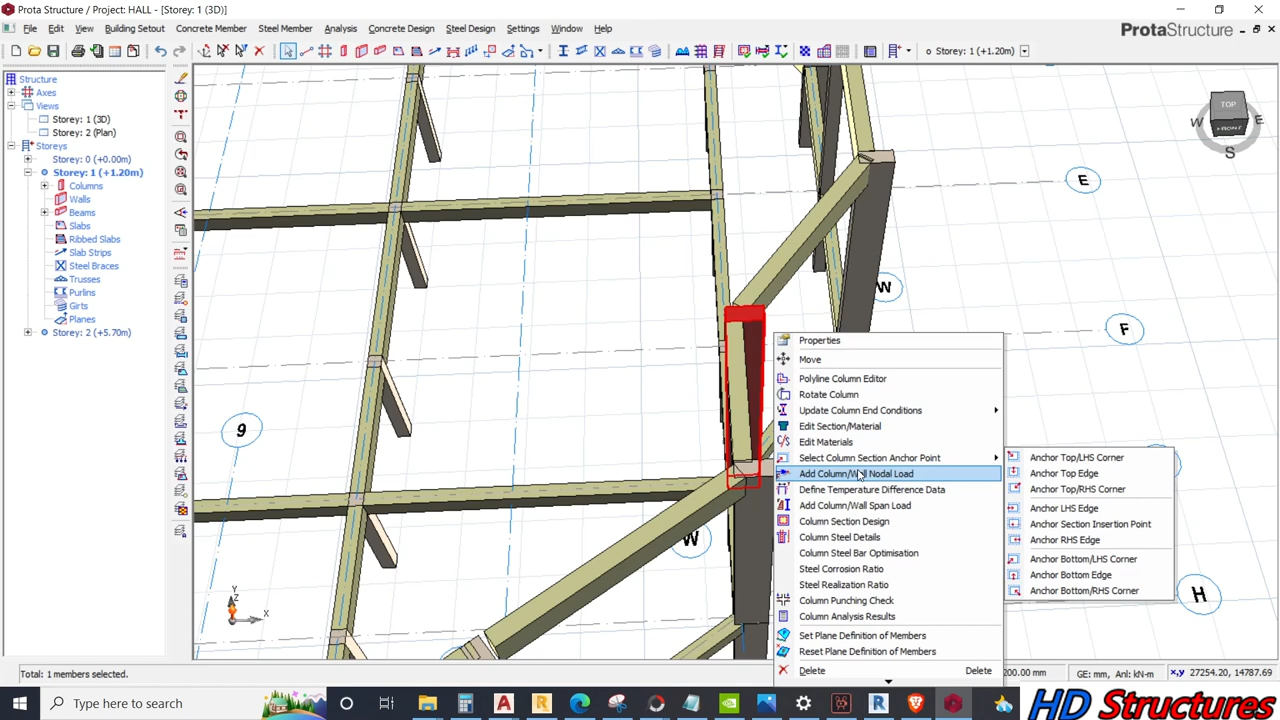 Prota Structure / Project: HALL - [Storey: 1 (3D)]
File Edit View Building Setout Concrete Member Steel Member Analysis Concrete Design Steel Design Settings Window Help
ProtaStructure
Storey: 1 (+1.20m)
Structure
Axes
Views
Storey: 1 (3D)
Storey: 2 (Plan)
Storeys
Storey: 0 (+0.00m)
Storey: 1 (+1.20m)
Columns
Walls
Beams
Slabs
Ribbed Slabs
Slab Strips
Steel Braces
Trusses
Purlins
Girts
Planes
Storey: 2 (+5.70m)
TOP
FRONT
W E
S
E
W
F
9
W
H
Y
Z
X
Properties
Move
Polyline Column Editor
Rotate Column
Update Column End Conditions
Edit Section/Material
Edit Materials
Select Column Section Anchor Point
Add Column/Wall Nodal Load
Define Temperature Difference Data
Add Column/Wall Span Load
Column Section Design
Column Steel Details
Column Steel Bar Optimisation
Steel Corrosion Ratio
Steel Realization Ratio
Column Punching Check
Column Analysis Results
Set Plane Definition of Members
Reset Plane Definition of Members
Delete Delete
Anchor Top/LHS Corner
Anchor Top Edge
Anchor Top/RHS Corner
Anchor LHS Edge
Anchor Section Insertion Point
Anchor RHS Edge
Anchor Bottom/LHS Corner
Anchor Bottom Edge
Anchor Bottom/RHS Corner
Total: 1 members selected.
200.00 mm GE: mm, Anl: kN-m x,y 27254.20, 14787.69
Type here to search
HD Structures